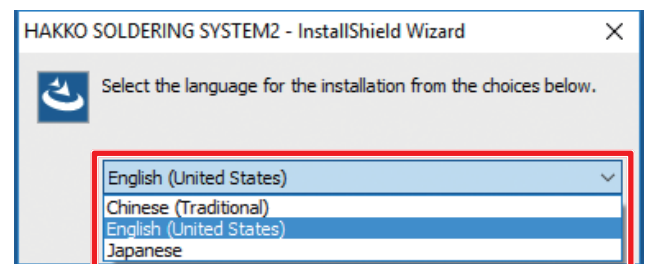 HAKKO SOLDERING SYSTEM2 - InstallShield Wizard
Select the language for the installation from the choices below.
English (United States)
Chinese (Traditional)
English (United States)
Japanese